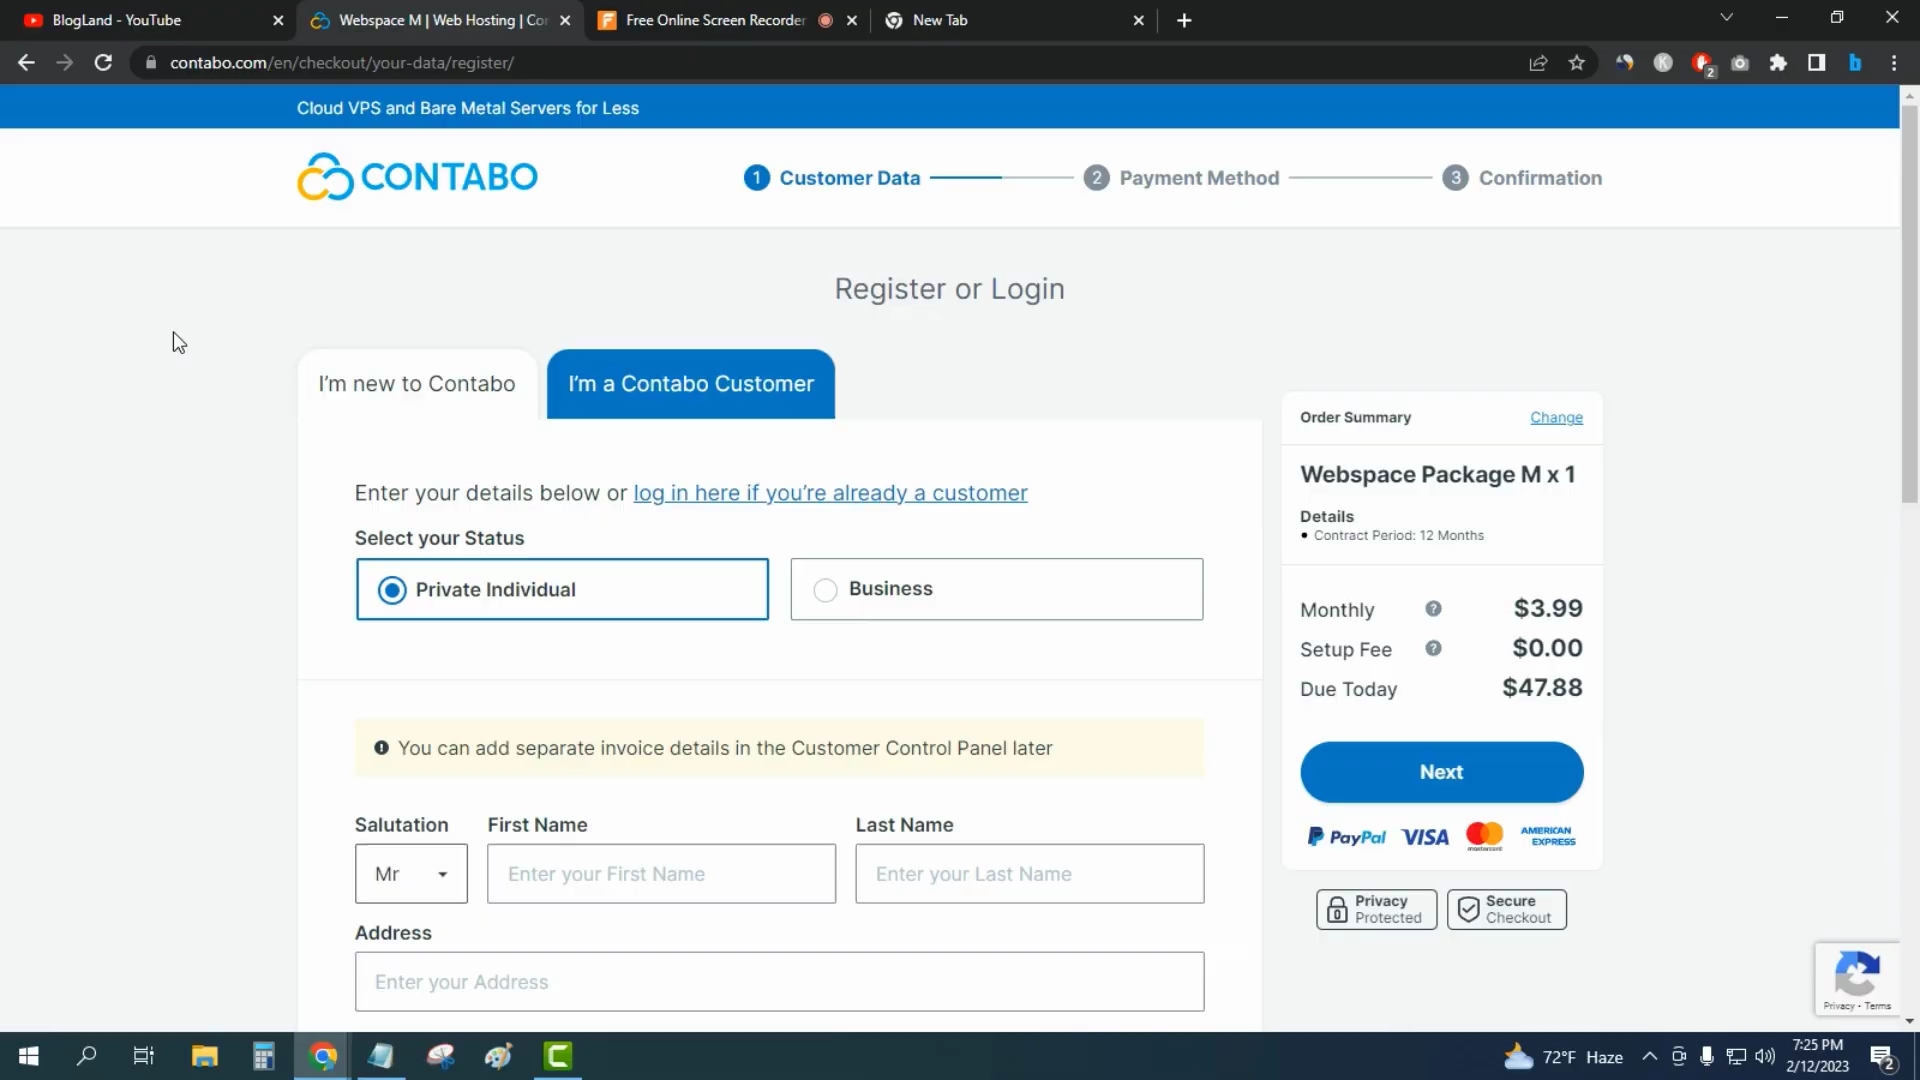 BlogLand - YouTube
Webspace M | Web Hosting | Co
Free Online Screen Recorder
New Tab
contabo.com/en/checkout/your-data/register/
2
b
Cloud VPS and Bare Metal Servers for Less
CONTABO
1 Customer Data
2 Payment Method
3 Confirmation
Register or Login
I'm new to Contabo
I'm a Contabo Customer
Enter your details below or log in here if you're already a customer
Select your Status
Private Individual
Business
You can add separate invoice details in the Customer Control Panel later
Salutation
First Name
Last Name
Mr
Enter your First Name
Enter your Last Name
Address
Enter your Address
Order Summary
Change
Webspace Package M x 1
Details
• Contract Period: 12 Months
Monthly ? $3.99
Setup Fee ? $0.00
Due Today $47.88
Next
PayPal
VISA
mastercard
AMERICAN
EXPRESS
Privacy
Protected
Secure
Checkout
Privacy - Terms
72°F Haze
7:25 PM
2/12/2023
2